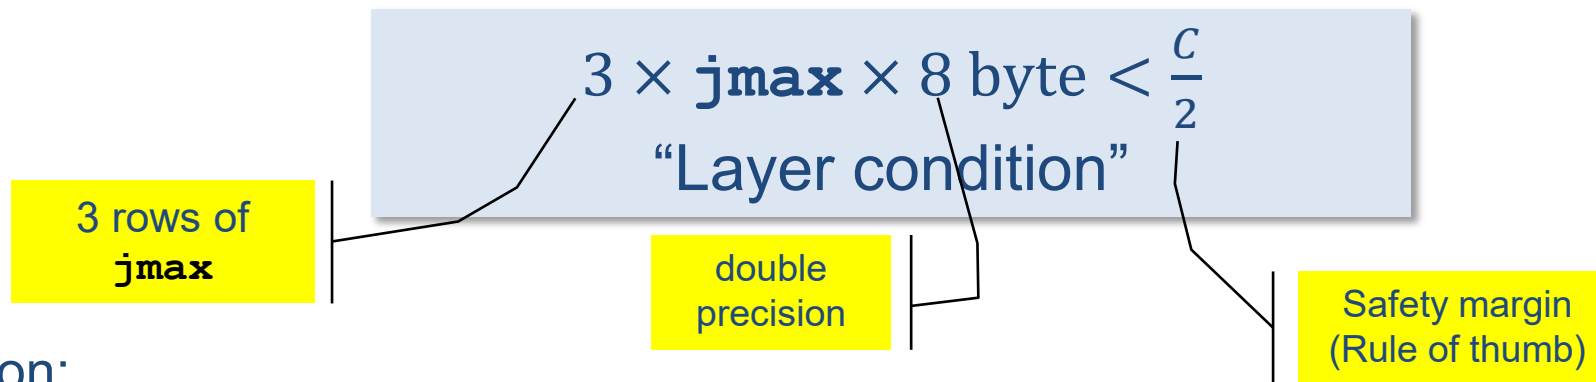 3 × jmax × 8 byte < C/2
“Layer condition”
3 rows of
jmax
double
precision
Safety margin
(Rule of thumb)